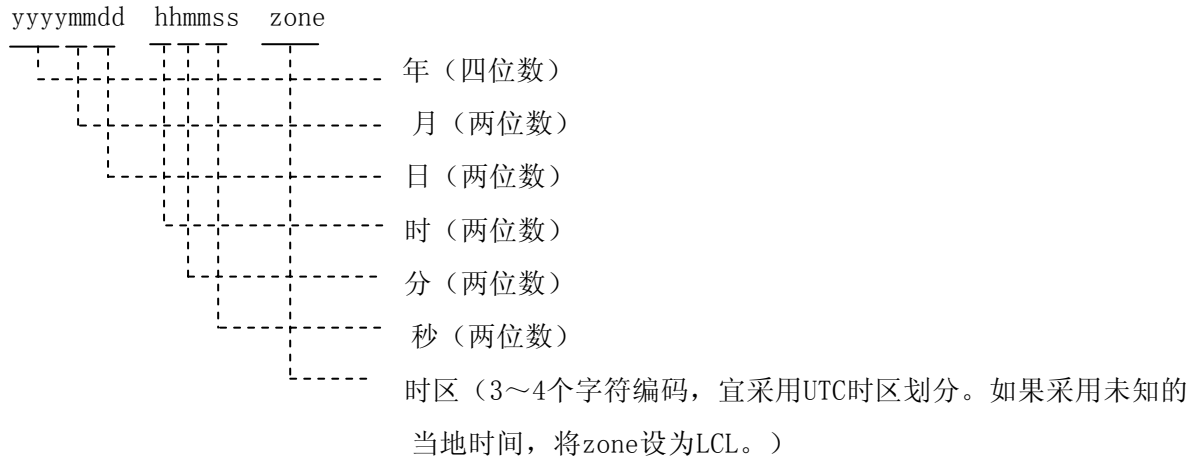 yyyymmdd hhmmss zone
年（四位数）
月（两位数）
日（两位数）
时（两位数）
分（两位数）
秒（两位数）
时区（3～4个字符编码，宜采用UTC时区划分。如果采用未知的
当地时间，将zone设为LCL。）